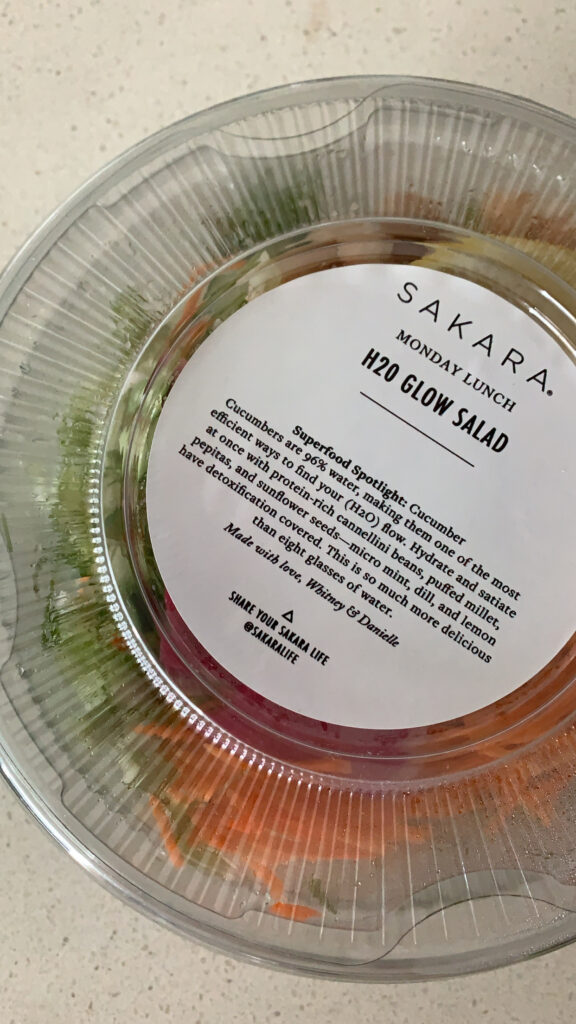 SAKARA®
MONDAY LUNCH
H2O GLOW SALAD
Superfood Spotlight: Cucumber
Cucumbers are 96% water, making them one of the most
efficient ways to find your (H2O) flow. Hydrate and satiate
at once with protein-rich cannellini beans, puffed millet,
pepitas, and sunflower seeds—micro mint, dill, and lemon
have detoxification covered. This is so much more delicious
than eight glasses of water.
Made with love, Whitney & Danielle
SHARE YOUR SAKARA LIFE
@SAKARALIFE